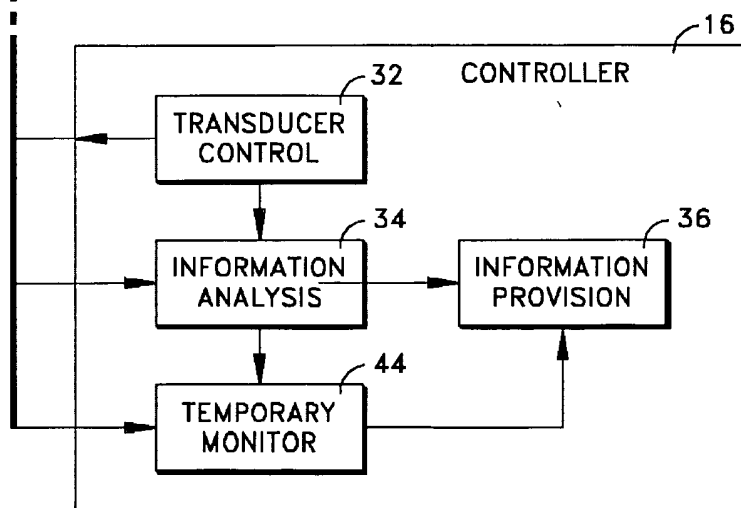 16
CONTROLLER
32
TRANSDUCER
CONTROL
34
INFORMATION
ANALYSIS
36
INFORMATION
PROVISION
44
TEMPORARY
MONITOR